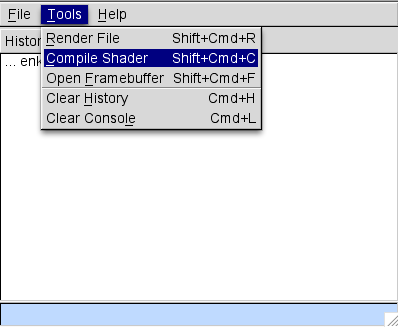 File Tools Help
Render File Shift+Cmd+R
Histor
Compile Shader Shift+Cmd+C
... enk
Open Framebuffer Shift+Cmd+F
Clear History Cmd+H
Clear Console Cmd+L